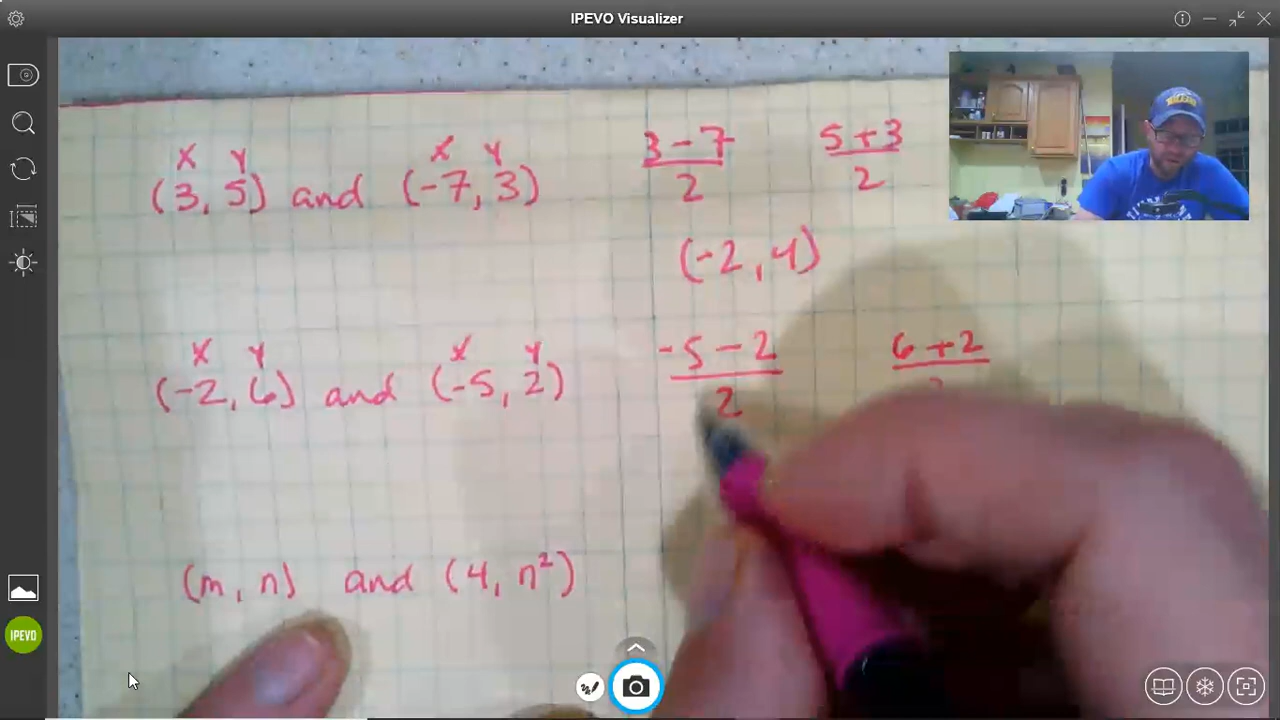 IPEVO Visualizer
X Y X Y
(3, 5) and (-7, 3)
3 - 7 / 2
5 + 3 / 2
(-2, 4)
X Y X Y
(-2, 6) and (-5, 2)
-5 - 2 / 2
6 + 2
(m, n) and (4, n²)
IPEVO